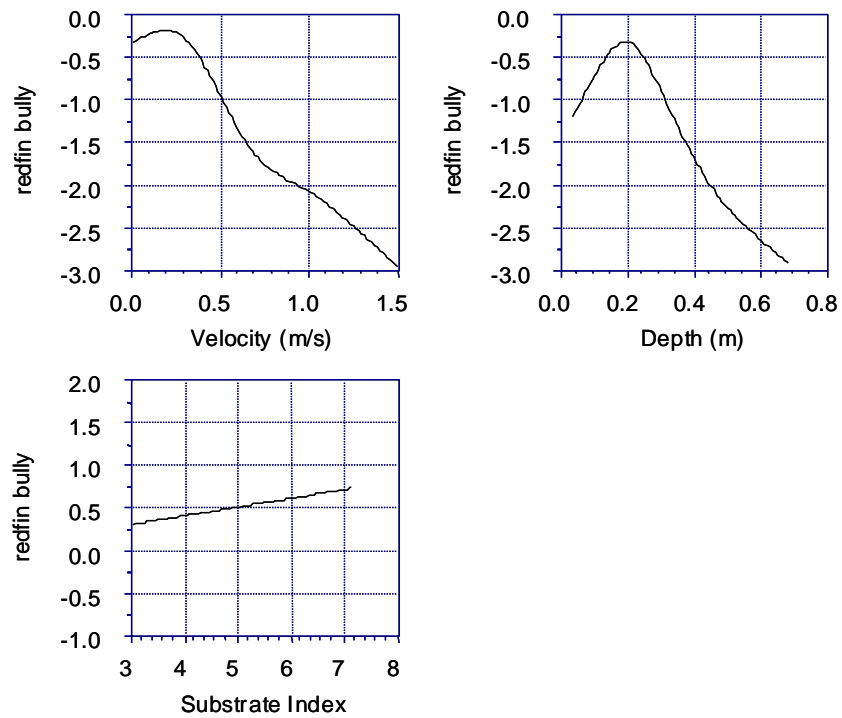 redfin bully
0.0
-0.5
-1.0
-1.5
-2.0
-2.5
-3.0
0.0 0.5 1.0 1.5
Velocity (m/s)
redfin bully
0.0
-0.5
-1.0
-1.5
-2.0
-2.5
-3.0
0.0 0.2 0.4 0.6 0.8
Depth (m)
redfin bully
2.0
1.5
1.0
0.5
0.0
-0.5
-1.0
3 4 5 6 7 8
Substrate Index